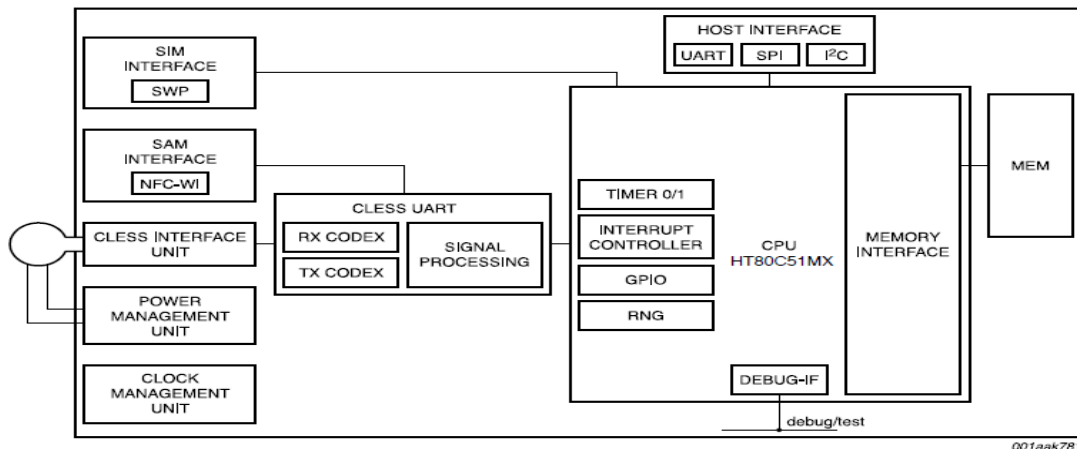 SIM
INTERFACE
SWP
SAM
INTERFACE
NFC-WI
CLESS INTERFACE
UNIT
POWER
MANAGEMENT
UNIT
CLOCK
MANAGEMENT
UNIT
CLESS UART
RX CODEX
TX CODEX
SIGNAL
PROCESSING
HOST INTERFACE
UART
SPI
I²C
TIMER 0/1
INTERRUPT
CONTROLLER
GPIO
RNG
CPU
HT80C51MX
DEBUG-IF
debug/test
MEMORY
INTERFACE
MEM